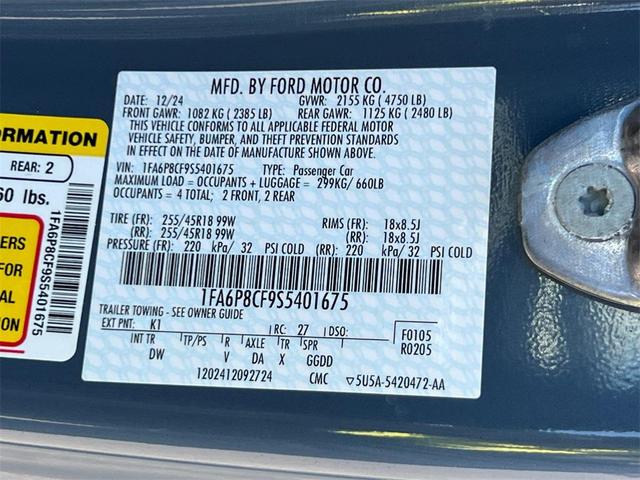 MFD. BY FORD MOTOR CO.
DATE: 12/24 GVWR: 2155 KG ( 4750 LB)
FRONT GAWR: 1082 KG ( 2385 LB) REAR GAWR: 1125 KG ( 2480 LB)
THIS VEHICLE CONFORMS TO ALL APPLICABLE FEDERAL MOTOR
VEHICLE SAFETY, BUMPER, AND THEFT PREVENTION STANDARDS
IN EFFECT ON THE DATE OF MANUFACTURE SHOWN ABOVE.
VIN: 1FA6P8CF9S5401675 TYPE: Passenger Car
MAXIMUM LOAD = OCCUPANTS + LUGGAGE = 299KG/ 660LB
OCCUPANTS = 4 TOTAL; 2 FRONT, 2 REAR
TIRE (FR): 255/45R18 99W RIMS (FR): 18x8.5J
(RR): 255/45R18 99W (RR): 18x8.5J
PRESSURE (FR): 220 kPa/ 32 PSI COLD (RR): 220 kPa/ 32 PSI COLD
1FA6P8CF9S5401675
TRAILER TOWING - SEE OWNER GUIDE
EXT PNT: K1 RC: 27 DSO: F0105
R0205
INT TR TP/PS R AXLE TR SPR
DW V DA X GGDD
1202412092724 CMC ▽5U5A-5420472-AA
ORMATION
REAR: 2
60 lbs.
ERS
FOR
AL
ION
1FA6P8CF9S5401675